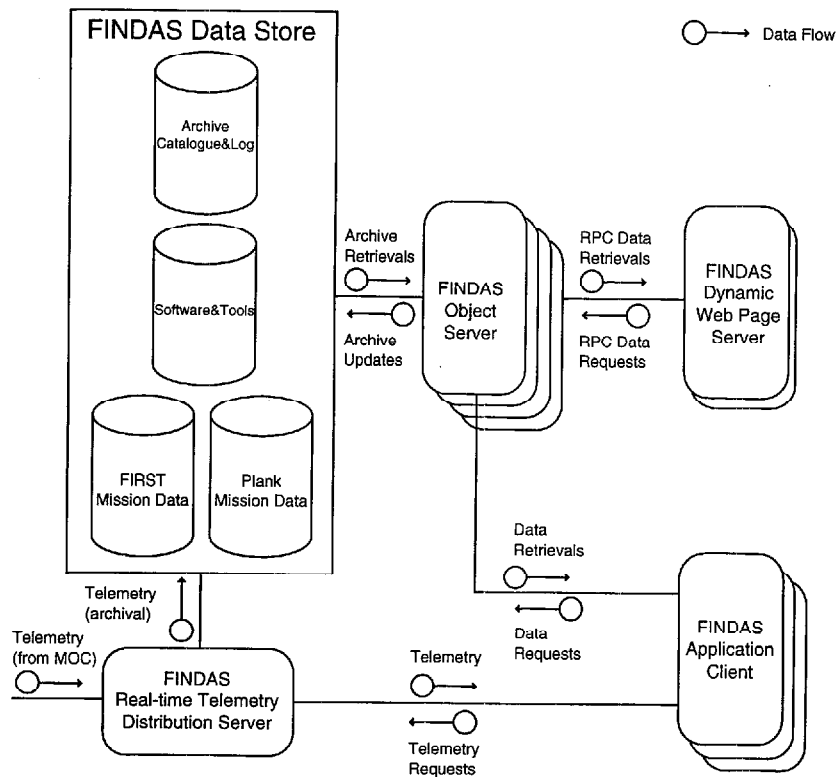 FINDAS Data Store
Data Flow
Archive
Catalogue&Log
Software&Tools
FIRST
Mission Data
Plank
Mission Data
Archive
Retrievals
Archive
Updates
FINDAS
Object
Server
RPC Data
Retrievals
RPC Data
Requests
FINDAS
Dynamic
Web Page
Server
Data
Retrievals
Data
Requests
FINDAS
Application
Client
Telemetry
(archival)
Telemetry
(from MOC)
FINDAS
Real-time Telemetry
Distribution Server
Telemetry
Telemetry
Requests